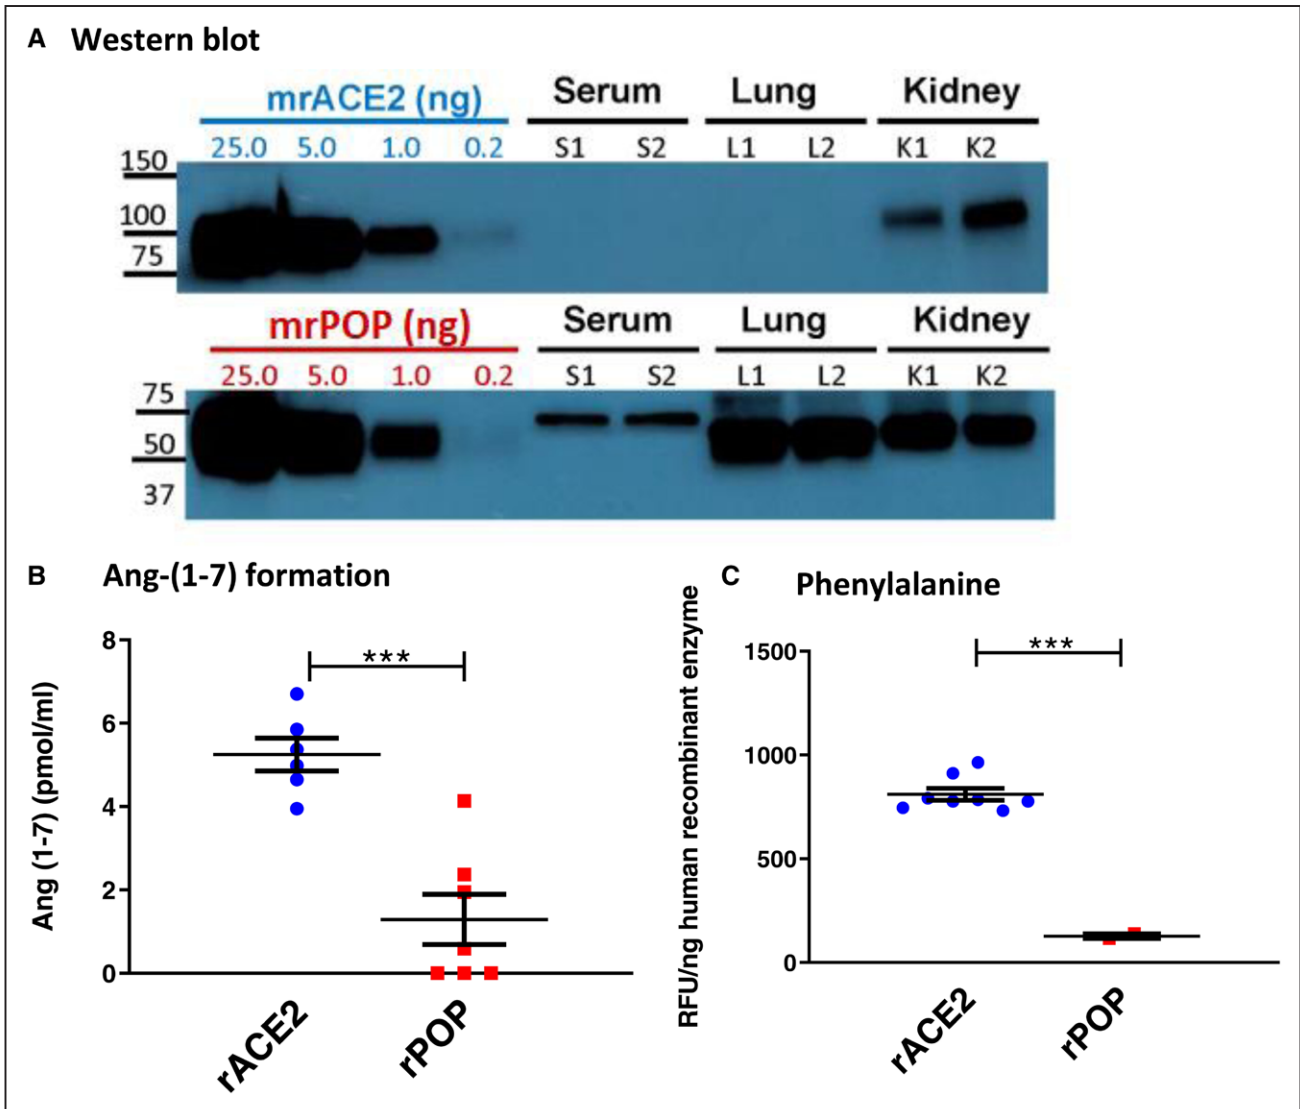 A Western blot
mrACE2 (ng) Serum Lung Kidney
25.0 5.0 1.0 0.2 S1 S2 L1 L2 K1 K2
150
100
75
mrPOP (ng) Serum Lung Kidney
25.0 5.0 1.0 0.2 S1 S2 L1 L2 K1 K2
75
50
37
B Ang-(1-7) formation
Ang (1-7) (pmol/ml)
8
6
4
2
0
***
rACE2 rPOP
C Phenylalanine
RFU/ng human recombinant enzyme
1500
1000
500
0
***
rACE2 rPOP